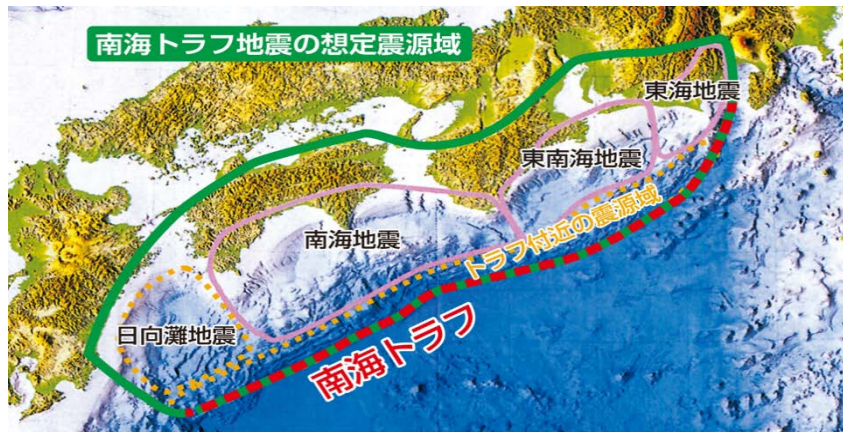 南海トラフ地震の想定震源域
東海地震
東南海地震
南海地震
トラフ付近の震源域
日向灘地震
南海トラフ